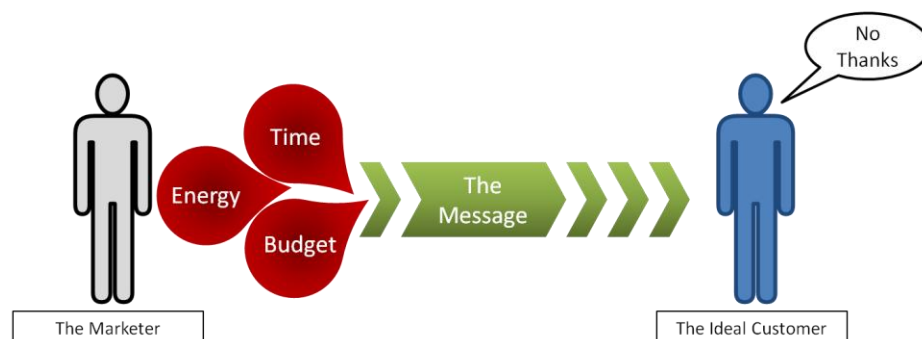 No
Thanks
Time
Energy
Budget
The
Message
The Marketer
The Ideal Customer